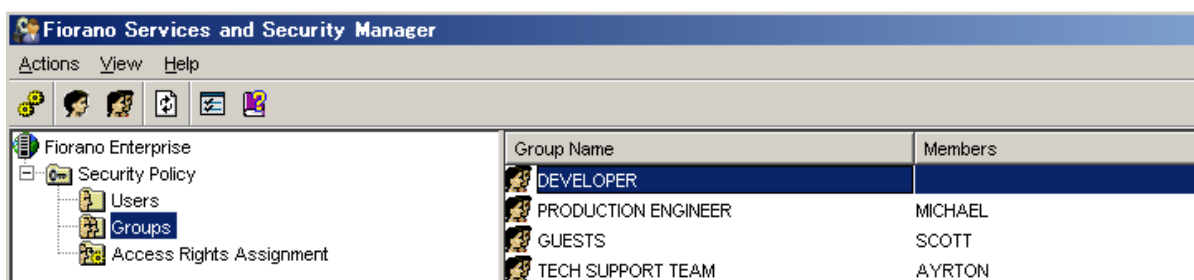 Fiorano Services and Security Manager
Actions View Help
Fiorano Enterprise
Security Policy
Users
Groups
Access Rights Assignment
Group Name Members
DEVELOPER
PRODUCTION ENGINEER MICHAEL
GUESTS SCOTT
TECH SUPPORT TEAM AYRTON